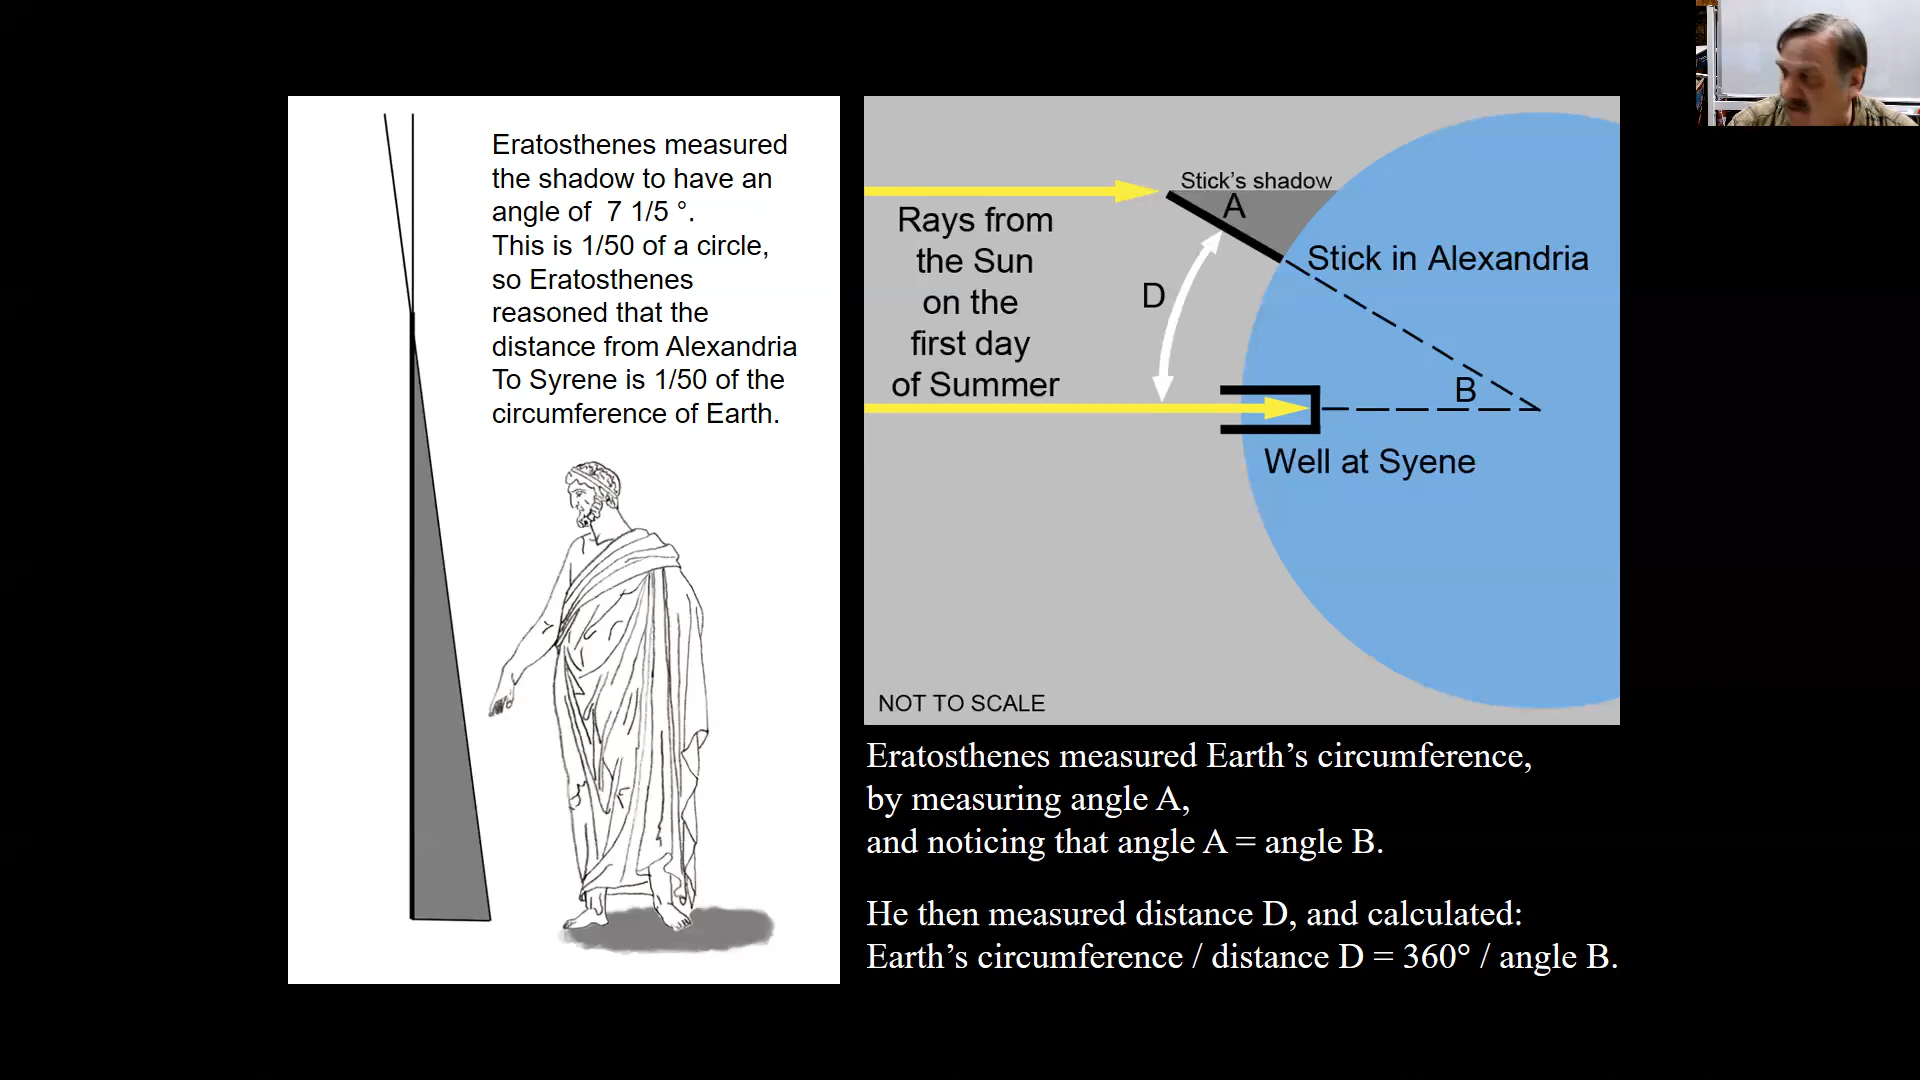 Eratosthenes measured
the shadow to have an
angle of  7 1/5 °.
This is 1/50 of a circle,
so Eratosthenes
reasoned that the
distance from Alexandria
To Syrene is 1/50 of the
circumference of Earth.
Stick's shadow
A
Rays from
the Sun
on the
first day
of Summer
D
Stick in Alexandria
B
Well at Syene
NOT TO SCALE
Eratosthenes measured Earth’s circumference,
by measuring angle A,
and noticing that angle A = angle B.
He then measured distance D, and calculated:
Earth’s circumference / distance D = 360° / angle B.